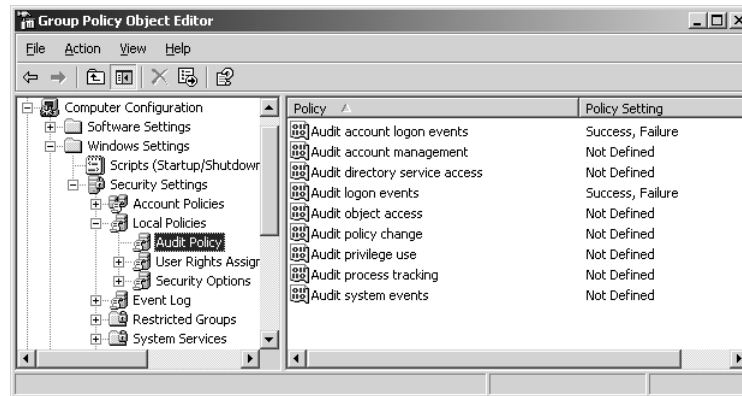 Group Policy Object Editor
File Action View Help
Computer Configuration
Software Settings
Windows Settings
Scripts (Startup/Shutdown
Security Settings
Account Policies
Local Policies
Audit Policy
User Rights Assigr
Security Options
Event Log
Restricted Groups
System Services
Policy Policy Setting
Audit account logon events Success, Failure
Audit account management Not Defined
Audit directory service access Not Defined
Audit logon events Success, Failure
Audit object access Not Defined
Audit policy change Not Defined
Audit privilege use Not Defined
Audit process tracking Not Defined
Audit system events Not Defined